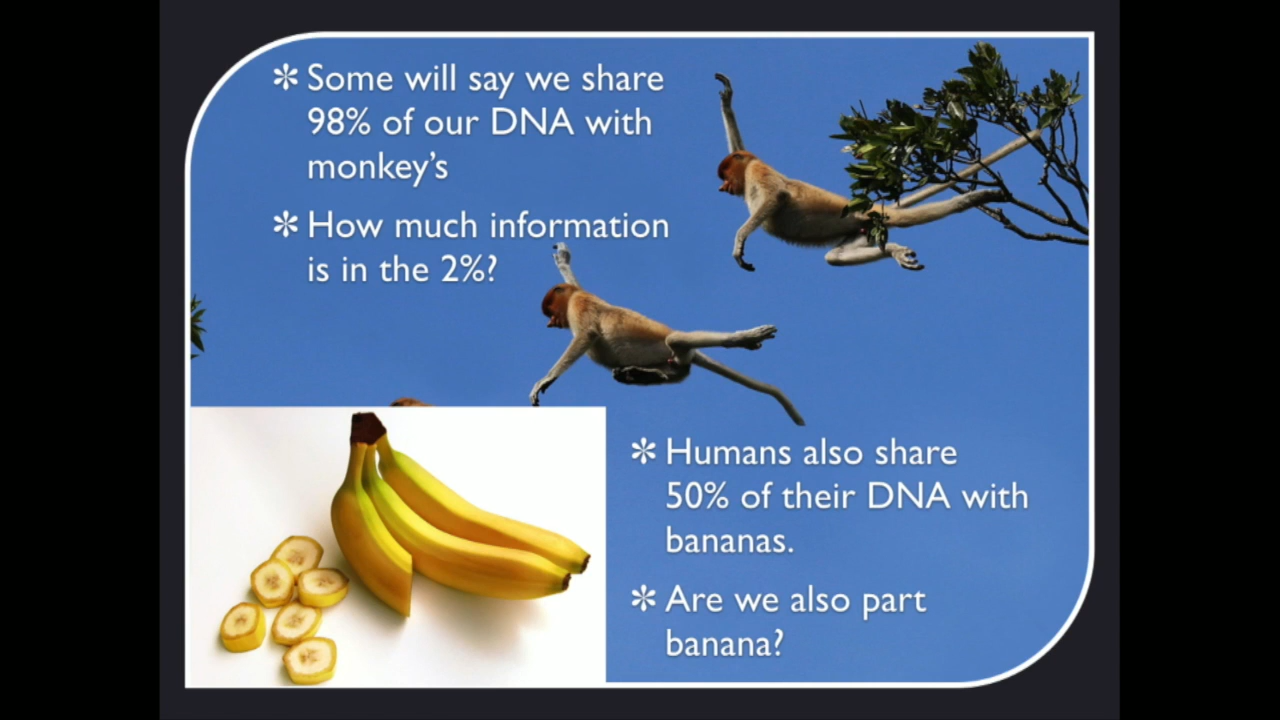 ✻ Some will say we share
98% of our DNA with
monkey’s
✻ How much information
is in the 2%?
✻ Humans also share
50% of their DNA with
bananas.
✻ Are we also part
banana?